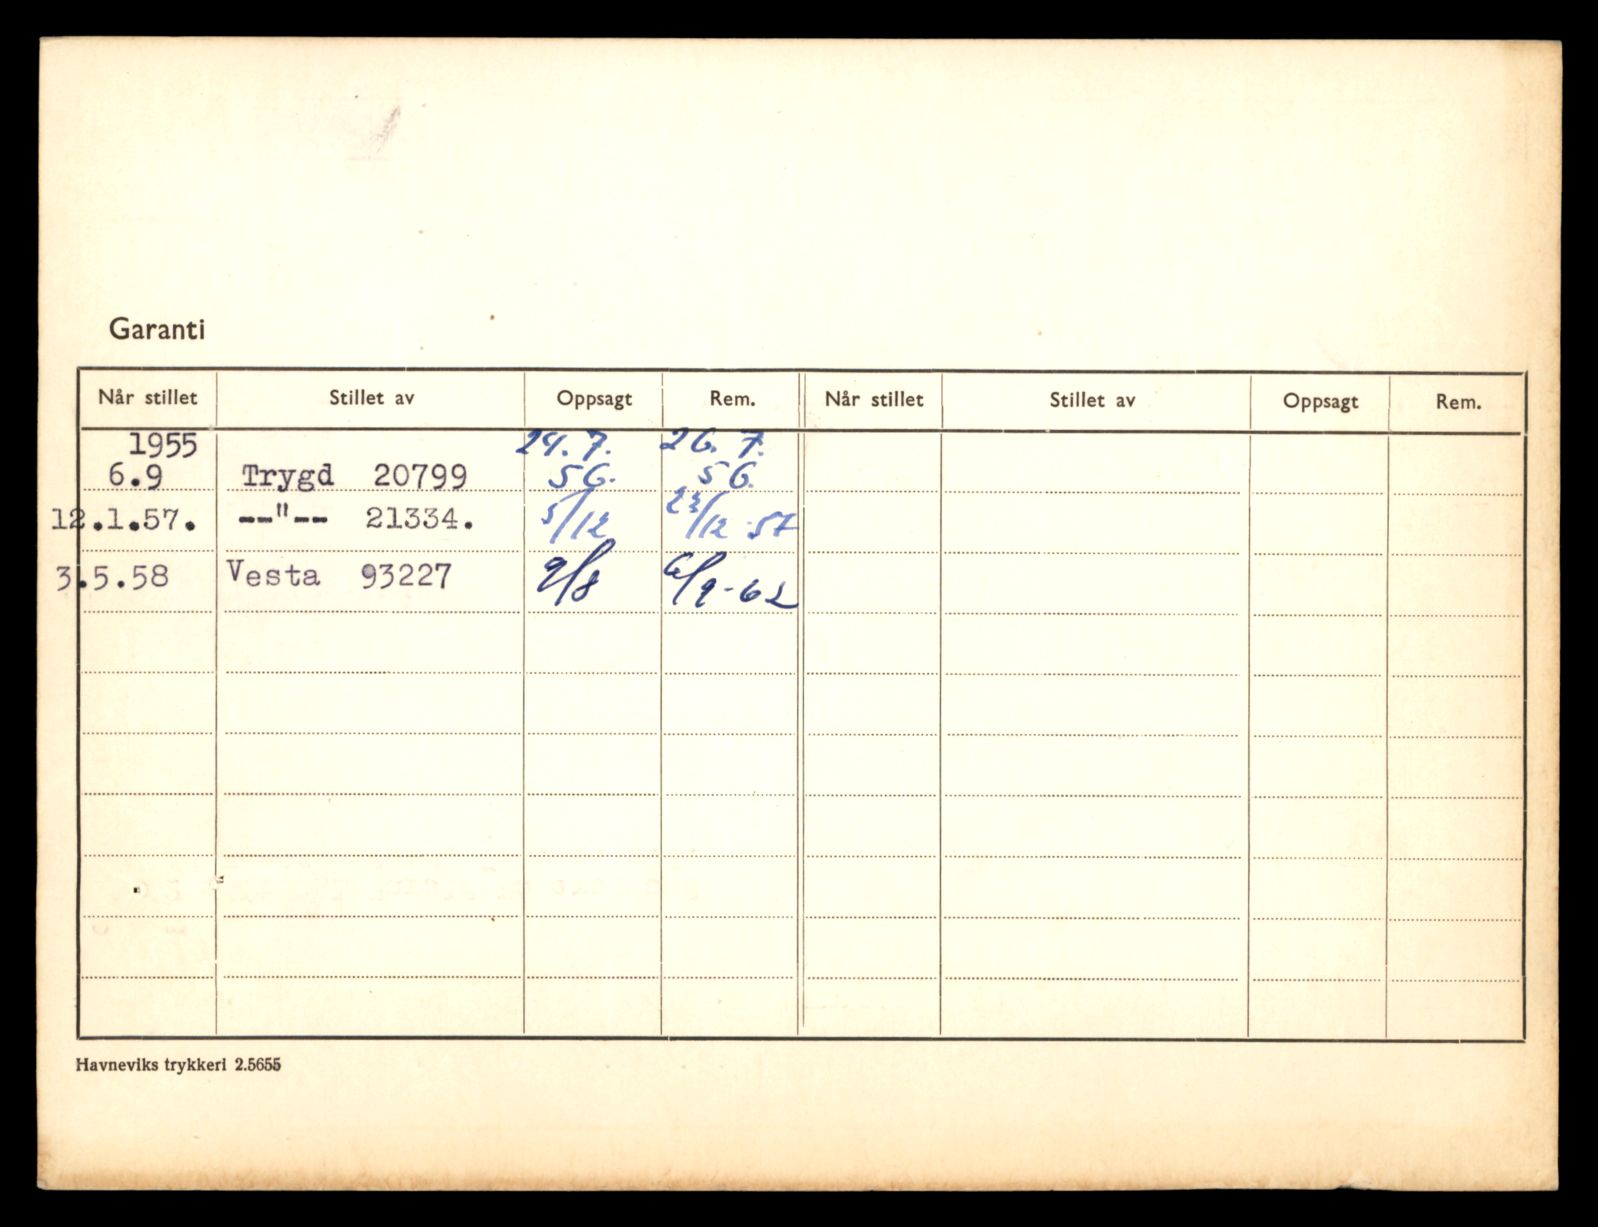 Garanti
Når stillet Stillet av Oppsagt Rem. Når stillet Stillet av Oppsagt Rem.
1955 24.7. 26.7.
6.9 Trygd 20799 56. 56.
12.1.57. --"-- 21334. 5/12 23/12 57
3.5.58 Vesta 93227 9/8 6/9-62
Havneviks trykkeri 2.5655